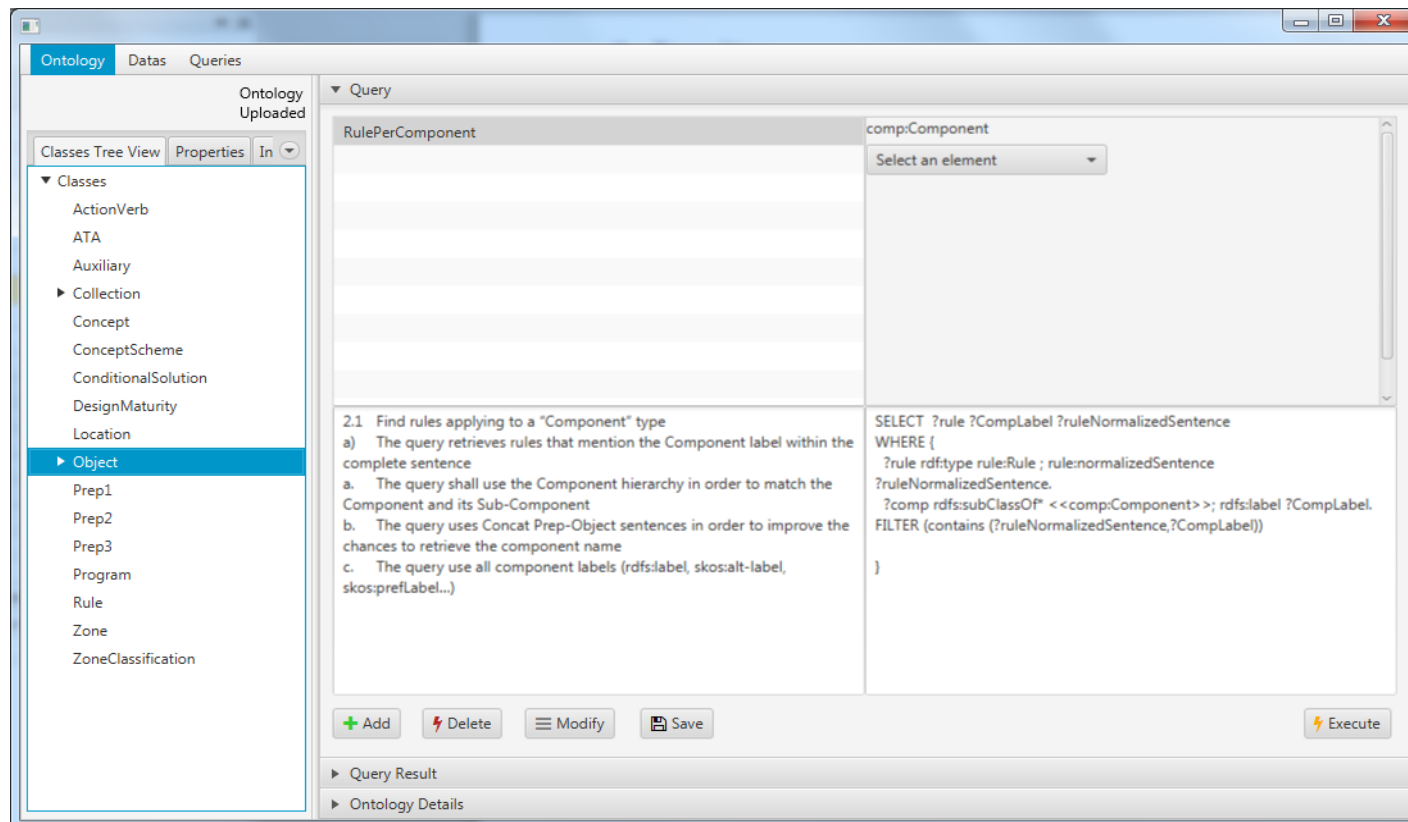 Ontology Datas Queries
Ontology
Uploaded
Classes Tree View Properties In
Classes
ActionVerb
ATA
Auxiliary
Collection
Concept
ConceptScheme
ConditionalSolution
DesignMaturity
Location
Object
Prep1
Prep2
Prep3
Program
Rule
Zone
ZoneClassification
Query
RulePerComponent
comp:Component
Select an element
2.1 Find rules applying to a “Component” type
a) The query retrieves rules that mention the Component label within the
complete sentence
a. The query shall use the Component hierarchy in order to match the
Component and its Sub-Component
b. The query uses Concat Prep-Object sentences in order to improve the
chances to retrieve the component name
c. The query use all component labels (rdfs:label, skos:alt-label,
skos:prefLabel...)
SELECT ?rule ?CompLabel ?ruleNormalizedSentence
WHERE {
?rule rdf:type rule:Rule ; rule:normalizedSentence
?ruleNormalizedSentence.
?comp rdfs:subClassOf* <<comp:Component>>; rdfs:label ?CompLabel.
FILTER (contains (?ruleNormalizedSentence,?CompLabel))
}
Add Delete Modify Save Execute
Query Result
Ontology Details